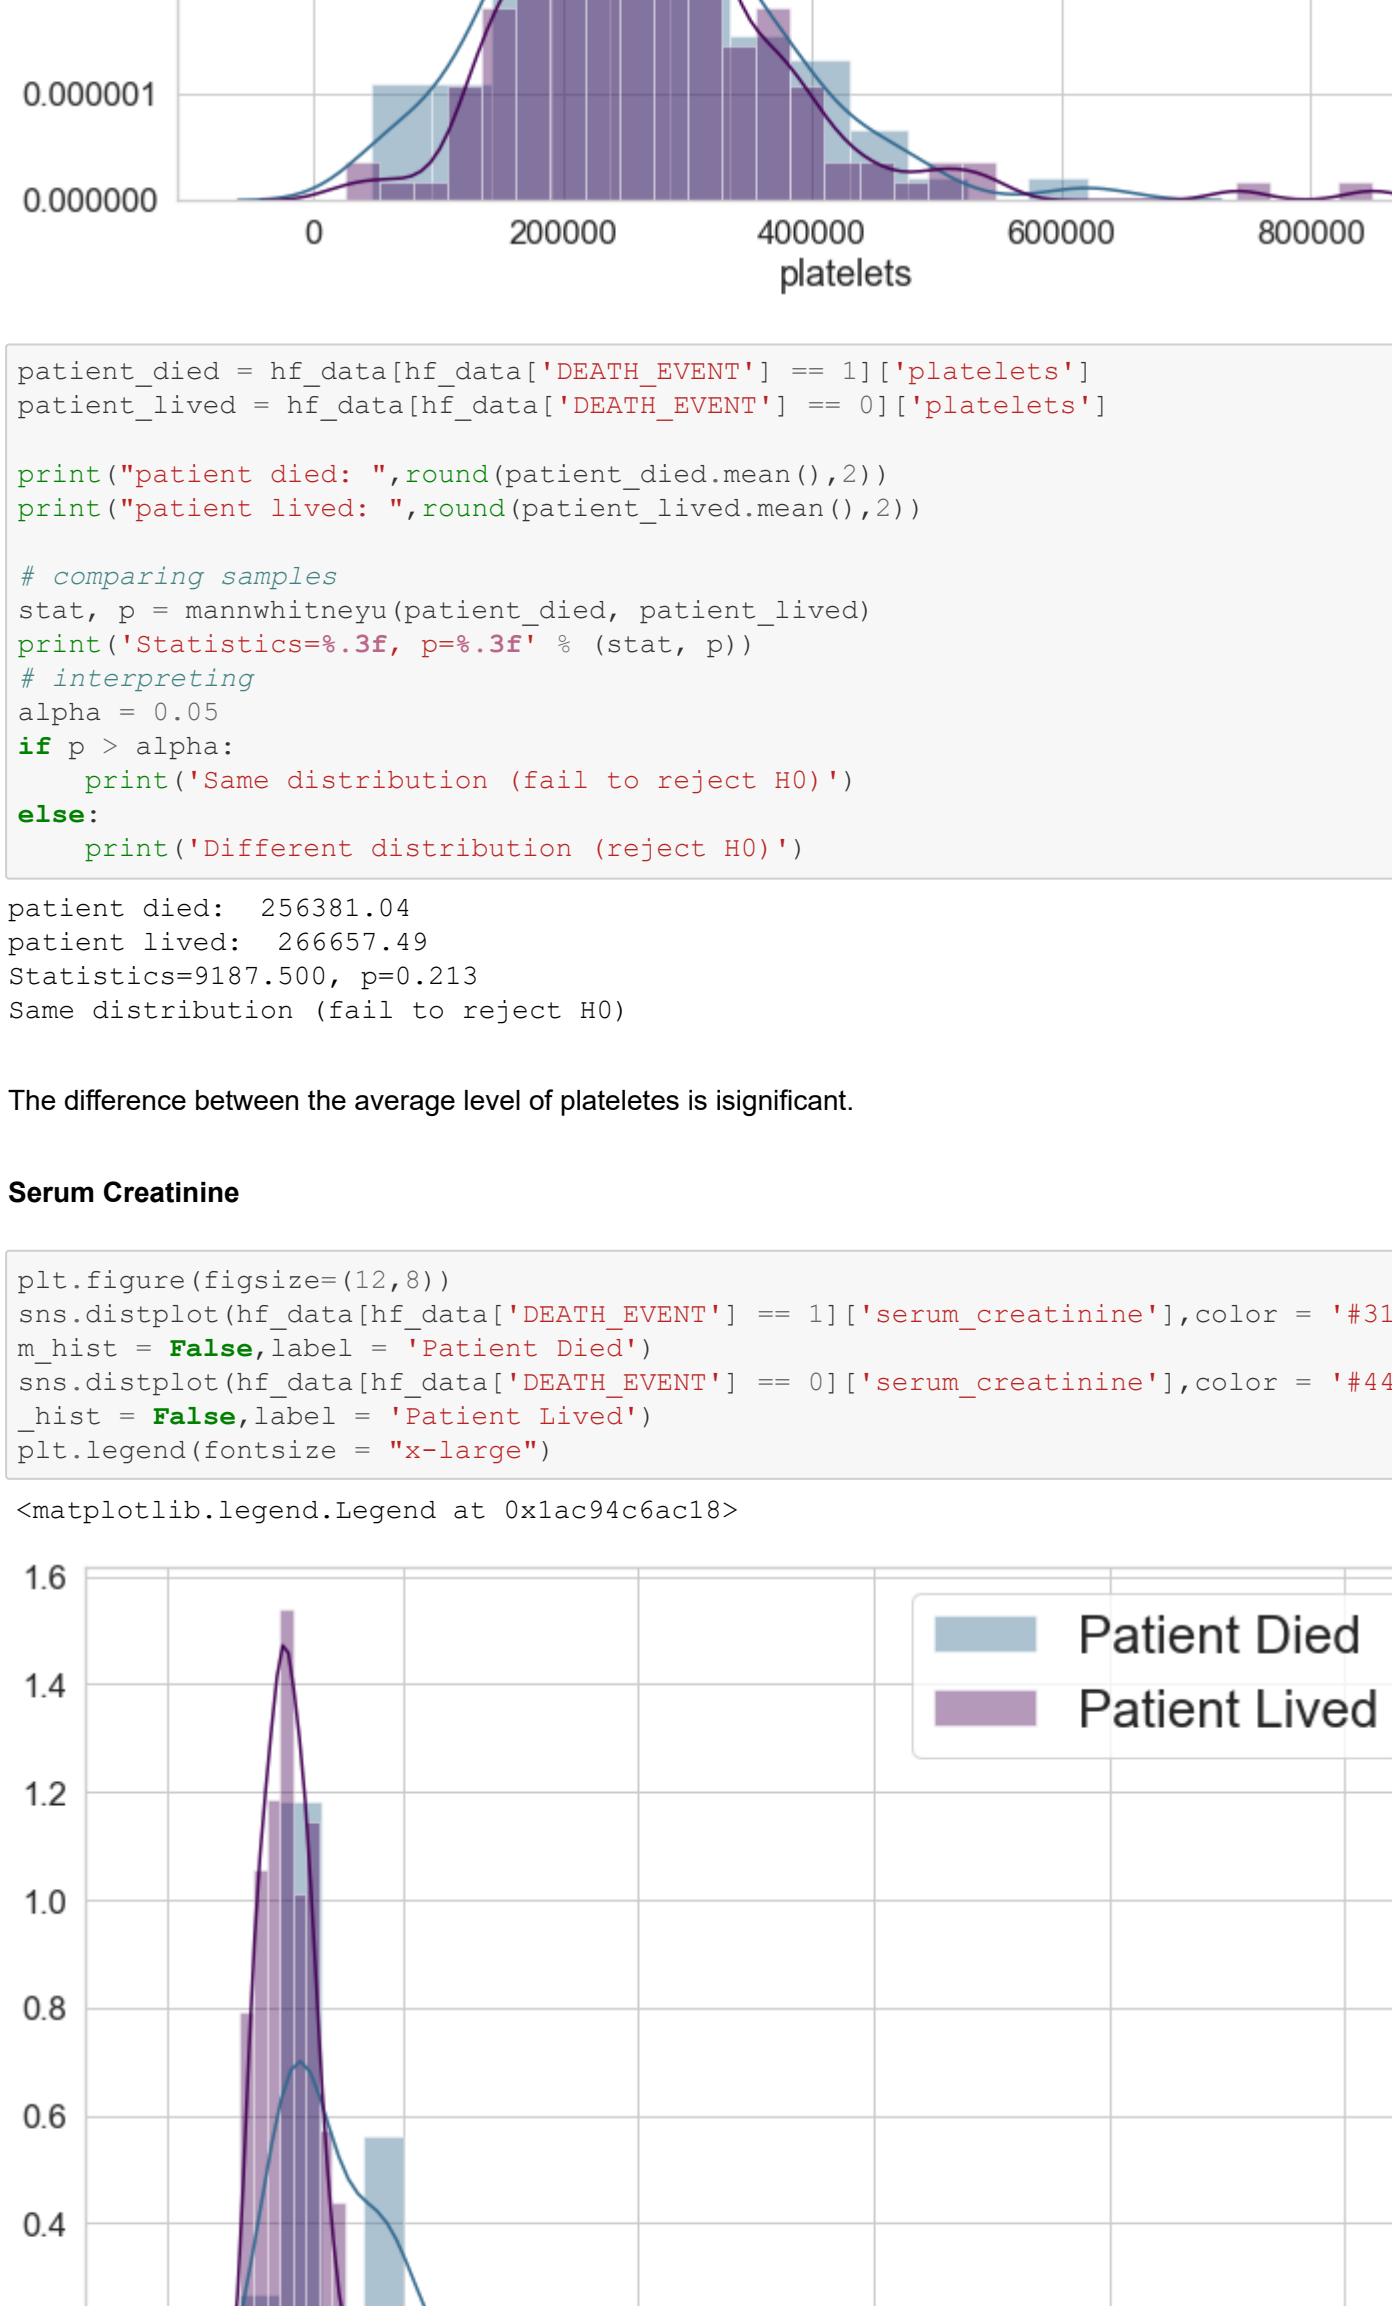 0.000001
0.000000
0 200000 400000 600000 800000
platelets
patient_died = hf_data[hf_data['DEATH_EVENT'] == 1]['platelets']
patient_lived = hf_data[hf_data['DEATH_EVENT'] == 0]['platelets']
print("patient died: ",round(patient_died.mean(),2))
print("patient lived: ",round(patient_lived.mean(),2))
# comparing samples
stat, p = mannwhitneyu(patient_died, patient_lived)
print('Statistics=%.3f, p=%.3f' % (stat, p))
# interpreting
alpha = 0.05
if p > alpha:
    print('Same distribution (fail to reject H0)')
else:
    print('Different distribution (reject H0)')
patient died:  256381.04
patient lived:  266657.49
Statistics=9187.500, p=0.213
Same distribution (fail to reject H0)
The difference between the average level of plateletes is isignificant.
Serum Creatinine
plt.figure(figsize=(12,8))
sns.distplot(hf_data[hf_data['DEATH_EVENT'] == 1]['serum_creatinine'],color = '#31
m_hist = False,label = 'Patient Died')
sns.distplot(hf_data[hf_data['DEATH_EVENT'] == 0]['serum_creatinine'],color = '#44
_hist = False,label = 'Patient Lived')
plt.legend(fontsize = "x-large")
<matplotlib.legend.Legend at 0x1ac94c6ac18>
1.6
Patient Died
1.4
Patient Lived
1.2
1.0
0.8
0.6
0.4